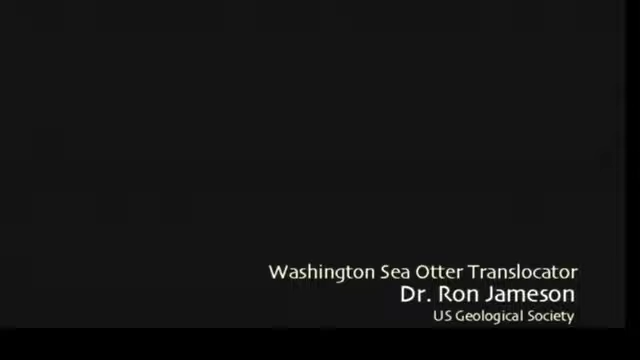 Washington Sea Otter Translocator
Dr. Ron Jameson
US Geological Society